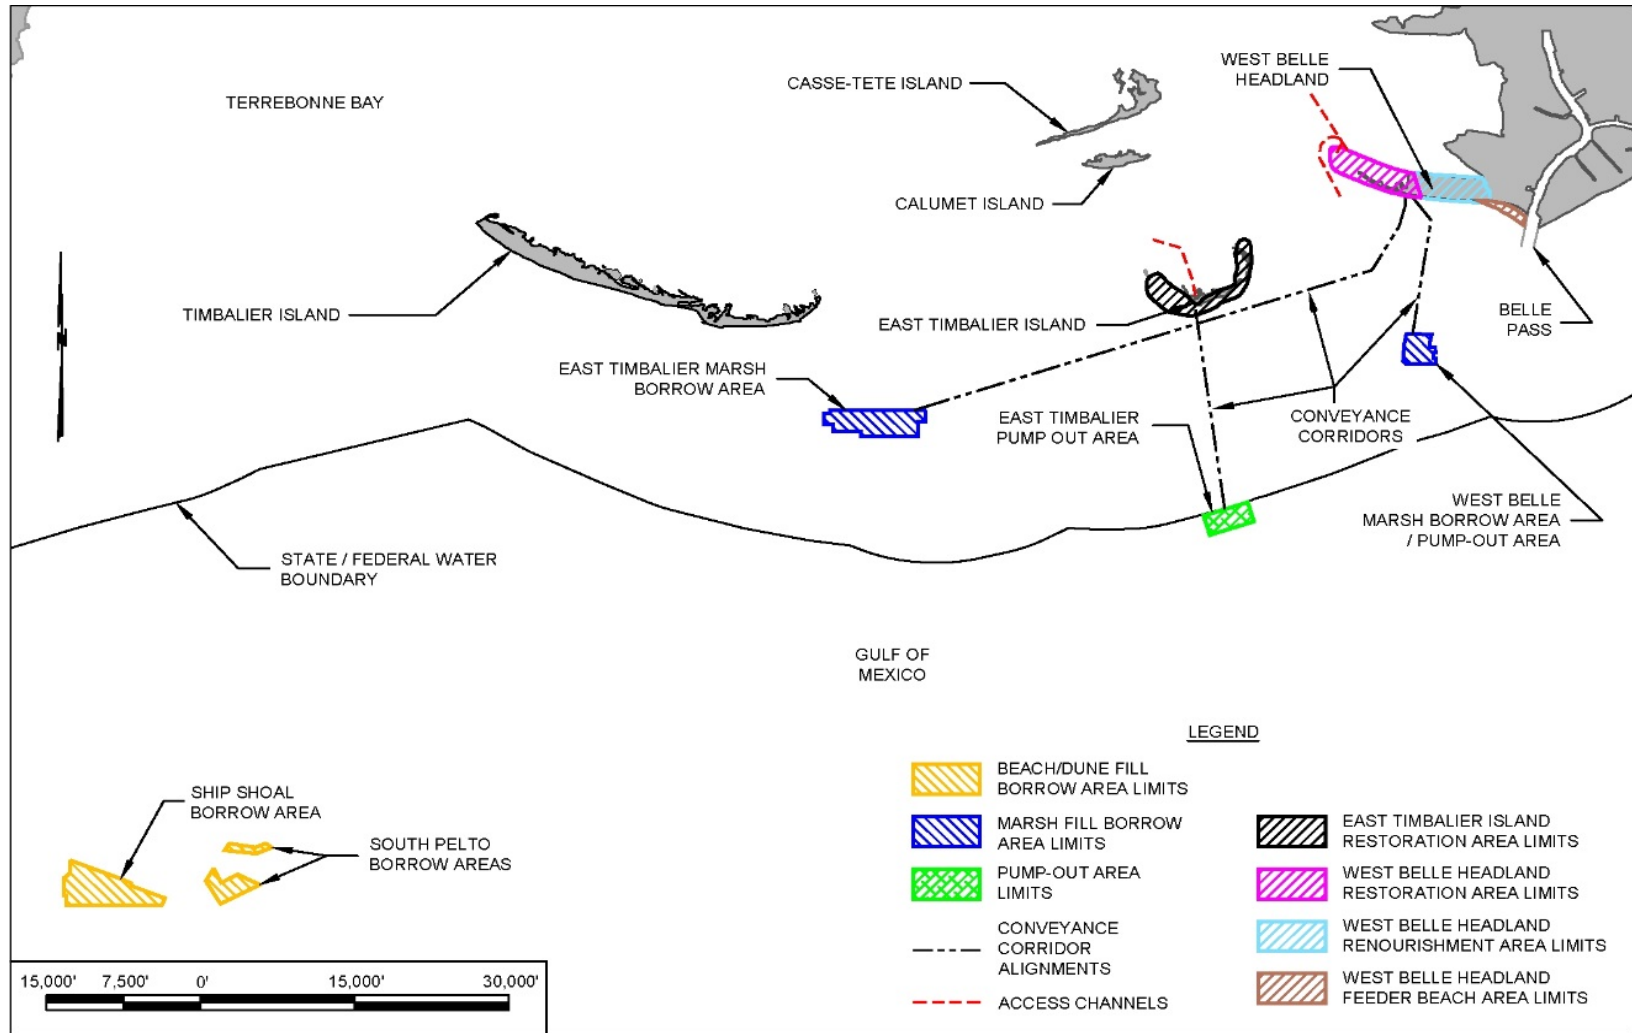 TERREBONNE BAY
CASSE-TETE ISLAND
WEST BELLE
HEADLAND
CALUMET ISLAND
TIMBALIER ISLAND
EAST TIMBALIER ISLAND
BELLE
PASS
EAST TIMBALIER MARSH
BORROW AREA
EAST TIMBALIER
PUMP OUT AREA
CONVEYANCE
CORRIDORS
WEST BELLE
MARSH BORROW AREA
/ PUMP-OUT AREA
STATE / FEDERAL WATER
BOUNDARY
GULF OF
MEXICO
SHIP SHOAL
BORROW AREA
SOUTH PELTO
BORROW AREAS
LEGEND
BEACH/DUNE FILL
BORROW AREA LIMITS
MARSH FILL BORROW
AREA LIMITS
PUMP-OUT AREA
LIMITS
CONVEYANCE
CORRIDOR
ALIGNMENTS
ACCESS CHANNELS
EAST TIMBALIER ISLAND
RESTORATION AREA LIMITS
WEST BELLE HEADLAND
RESTORATION AREA LIMITS
WEST BELLE HEADLAND
RENOURISHMENT AREA LIMITS
WEST BELLE HEADLAND
FEEDER BEACH AREA LIMITS
15,000' 7,500' 0' 15,000' 30,000'